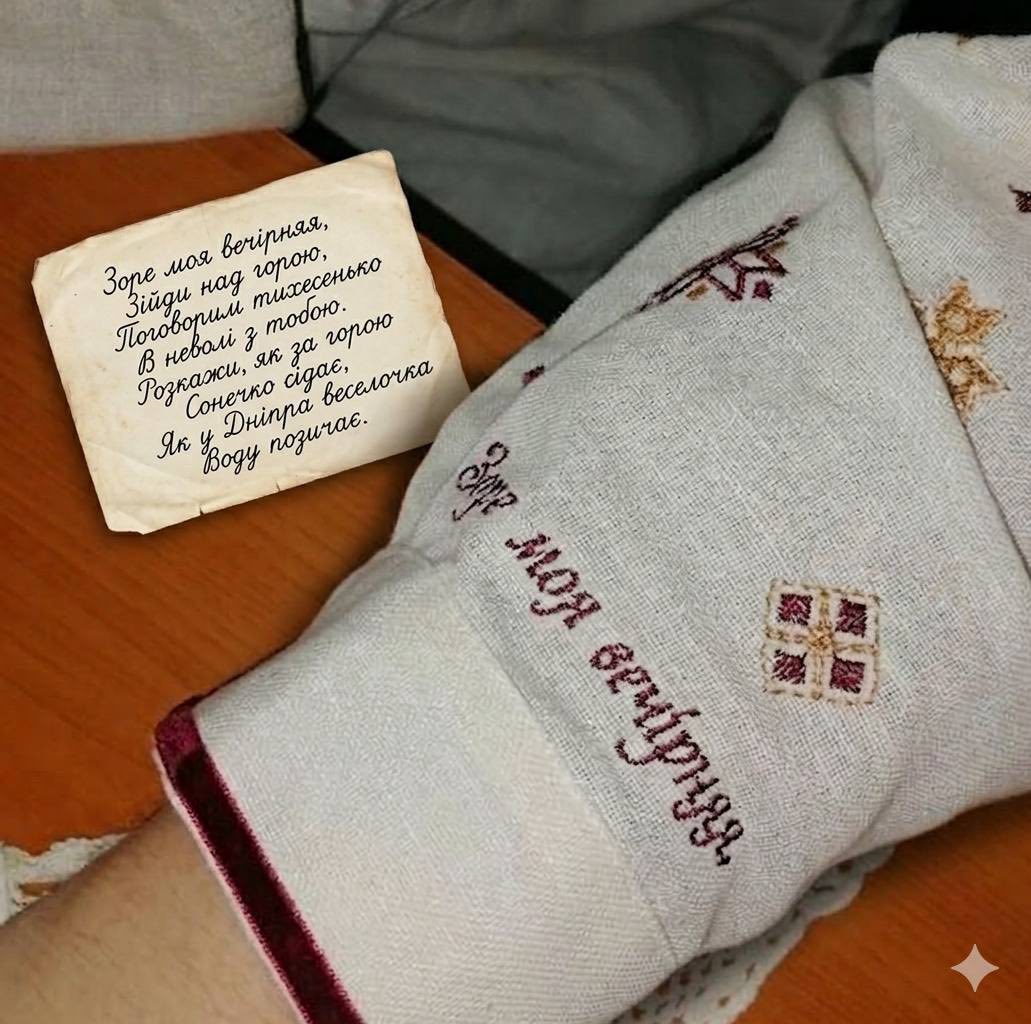 Зоре моя вечірняя,
Зійди над горою,
Поговорим тихесенько
В неволі з тобою.
Розкажи, як за горою
Сонечко сідає,
Як у Дніпра веселочка
Воду позичає.
Зоре моя вечірняя,